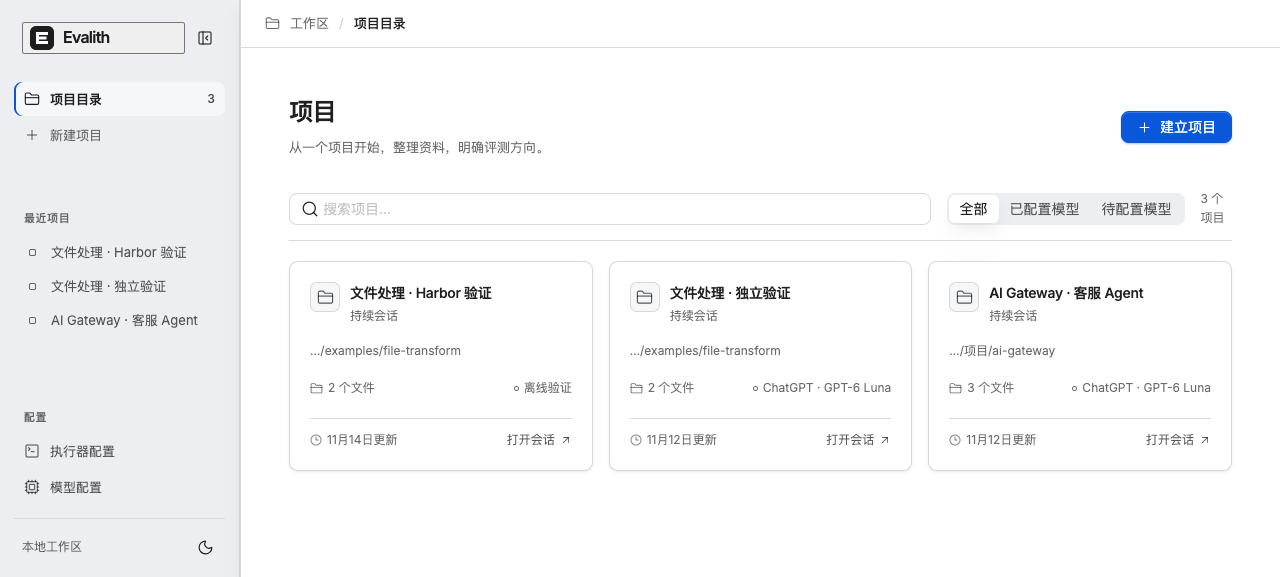 Evalith
项目目录 3
新建项目
最近项目
文件处理 · Harbor 验证
文件处理 · 独立验证
AI Gateway · 客服 Agent
配置
执行器配置
模型配置
本地工作区
工作区 / 项目目录
项目
从一个项目开始，整理资料，明确评测方向。
建立项目
搜索项目...
全部 已配置模型 待配置模型
3 个
项目
文件处理 · Harbor 验证
持续会话
.../examples/file-transform
2 个文件 离线验证
11月14日更新 打开会话
文件处理 · 独立验证
持续会话
.../examples/file-transform
2 个文件 ChatGPT · GPT-6 Luna
11月12日更新 打开会话
AI Gateway · 客服 Agent
持续会话
.../项目/ai-gateway
3 个文件 ChatGPT · GPT-6 Luna
11月12日更新 打开会话